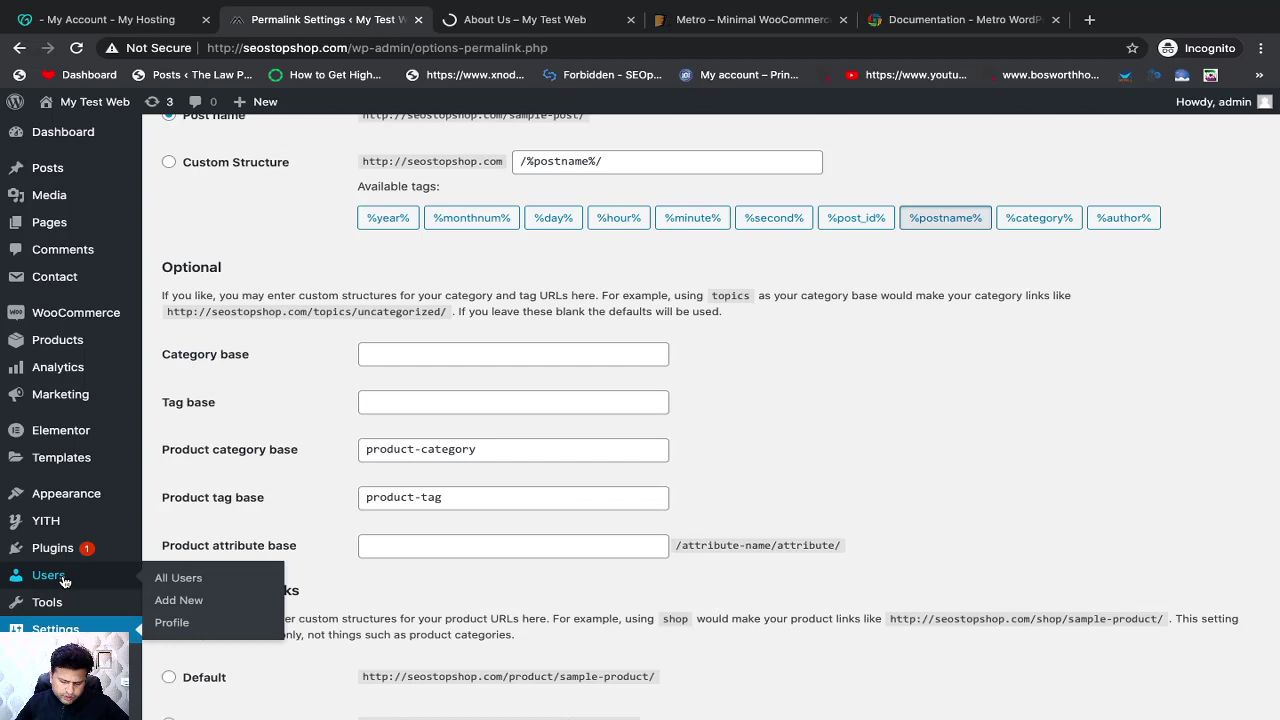 - My Account - My Hosting
Permalink Settings ‹ My Test W
About Us – My Test Web
Metro – Minimal WooCommerc
Documentation - Metro WordP
Not Secure
http://seostopshop.com/wp-admin/options-permalink.php
Incognito
Dashboard
Posts ‹ The Law P...
How to Get High...
https://www.xnod...
Forbidden - SEOp...
My account – Prin...
https://www.youtu...
www.bosworthho...
»
My Test Web
3
0
New
Howdy, admin
Dashboard
Posts
Media
Pages
Comments
Contact
WooCommerce
Products
Analytics
Marketing
Elementor
Templates
Appearance
YITH
Plugins 1
Users
Tools
Settings
All Users
Add New
Profile
Post name
http://seostopshop.com/sample-post/
Custom Structure
http://seostopshop.com
/%postname%/
Available tags:
%year%
%monthnum%
%day%
%hour%
%minute%
%second%
%post_id%
%postname%
%category%
%author%
Optional
If you like, you may enter custom structures for your category and tag URLs here. For example, using topics as your category base would make your category links like
http://seostopshop.com/topics/uncategorized/ . If you leave these blank the defaults will be used.
Category base
Tag base
Product category base
product-category
Product tag base
product-tag
Product attribute base
/attribute-name/attribute/
ks
enter custom structures for your product URLs here. For example, using shop would make your product links like http://seostopshop.com/shop/sample-product/ . This setting
only, not things such as product categories.
Default
http://seostopshop.com/product/sample-product/